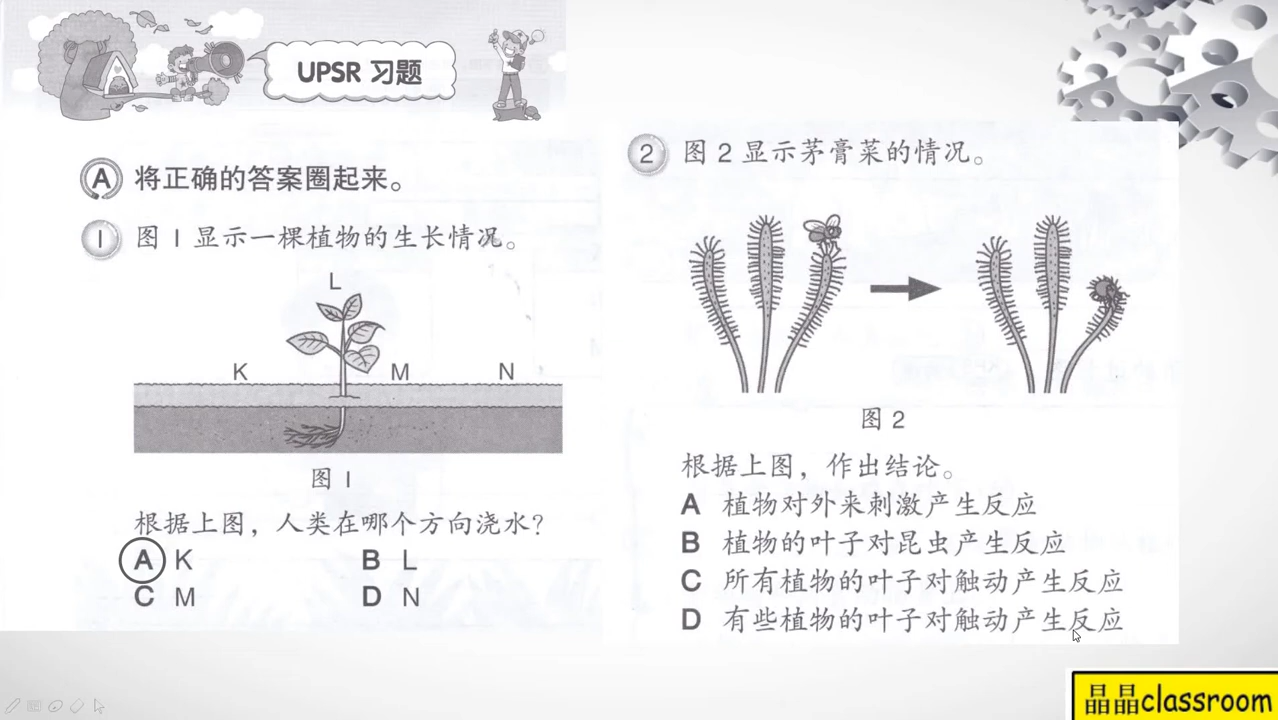 UPSR 习题
A 将正确的答案圈起来。
1 图 1 显示一棵植物的生长情况。
L
K M N
图 1
根据上图，人类在哪个方向浇水？
A K B L
C M D N
2 图 2 显示茅膏菜的情况。
图 2
根据上图，作出结论。
A 植物对外来刺激产生反应
B 植物的叶子对昆虫产生反应
C 所有植物的叶子对触动产生反应
D 有些植物的叶子对触动产生反应
晶晶classroom